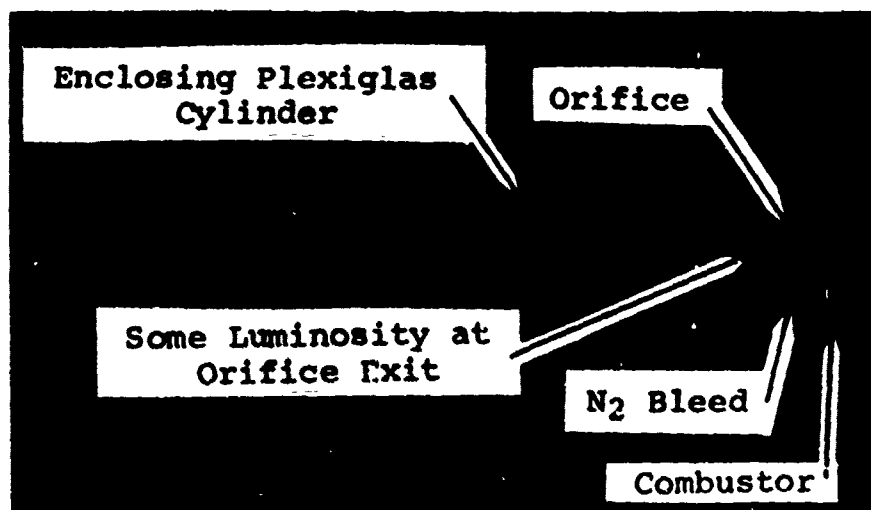 Enclosing Plexiglas
Cylinder
Orifice
Some Luminosity at
Orifice Exit
N2 Bleed
Combustor